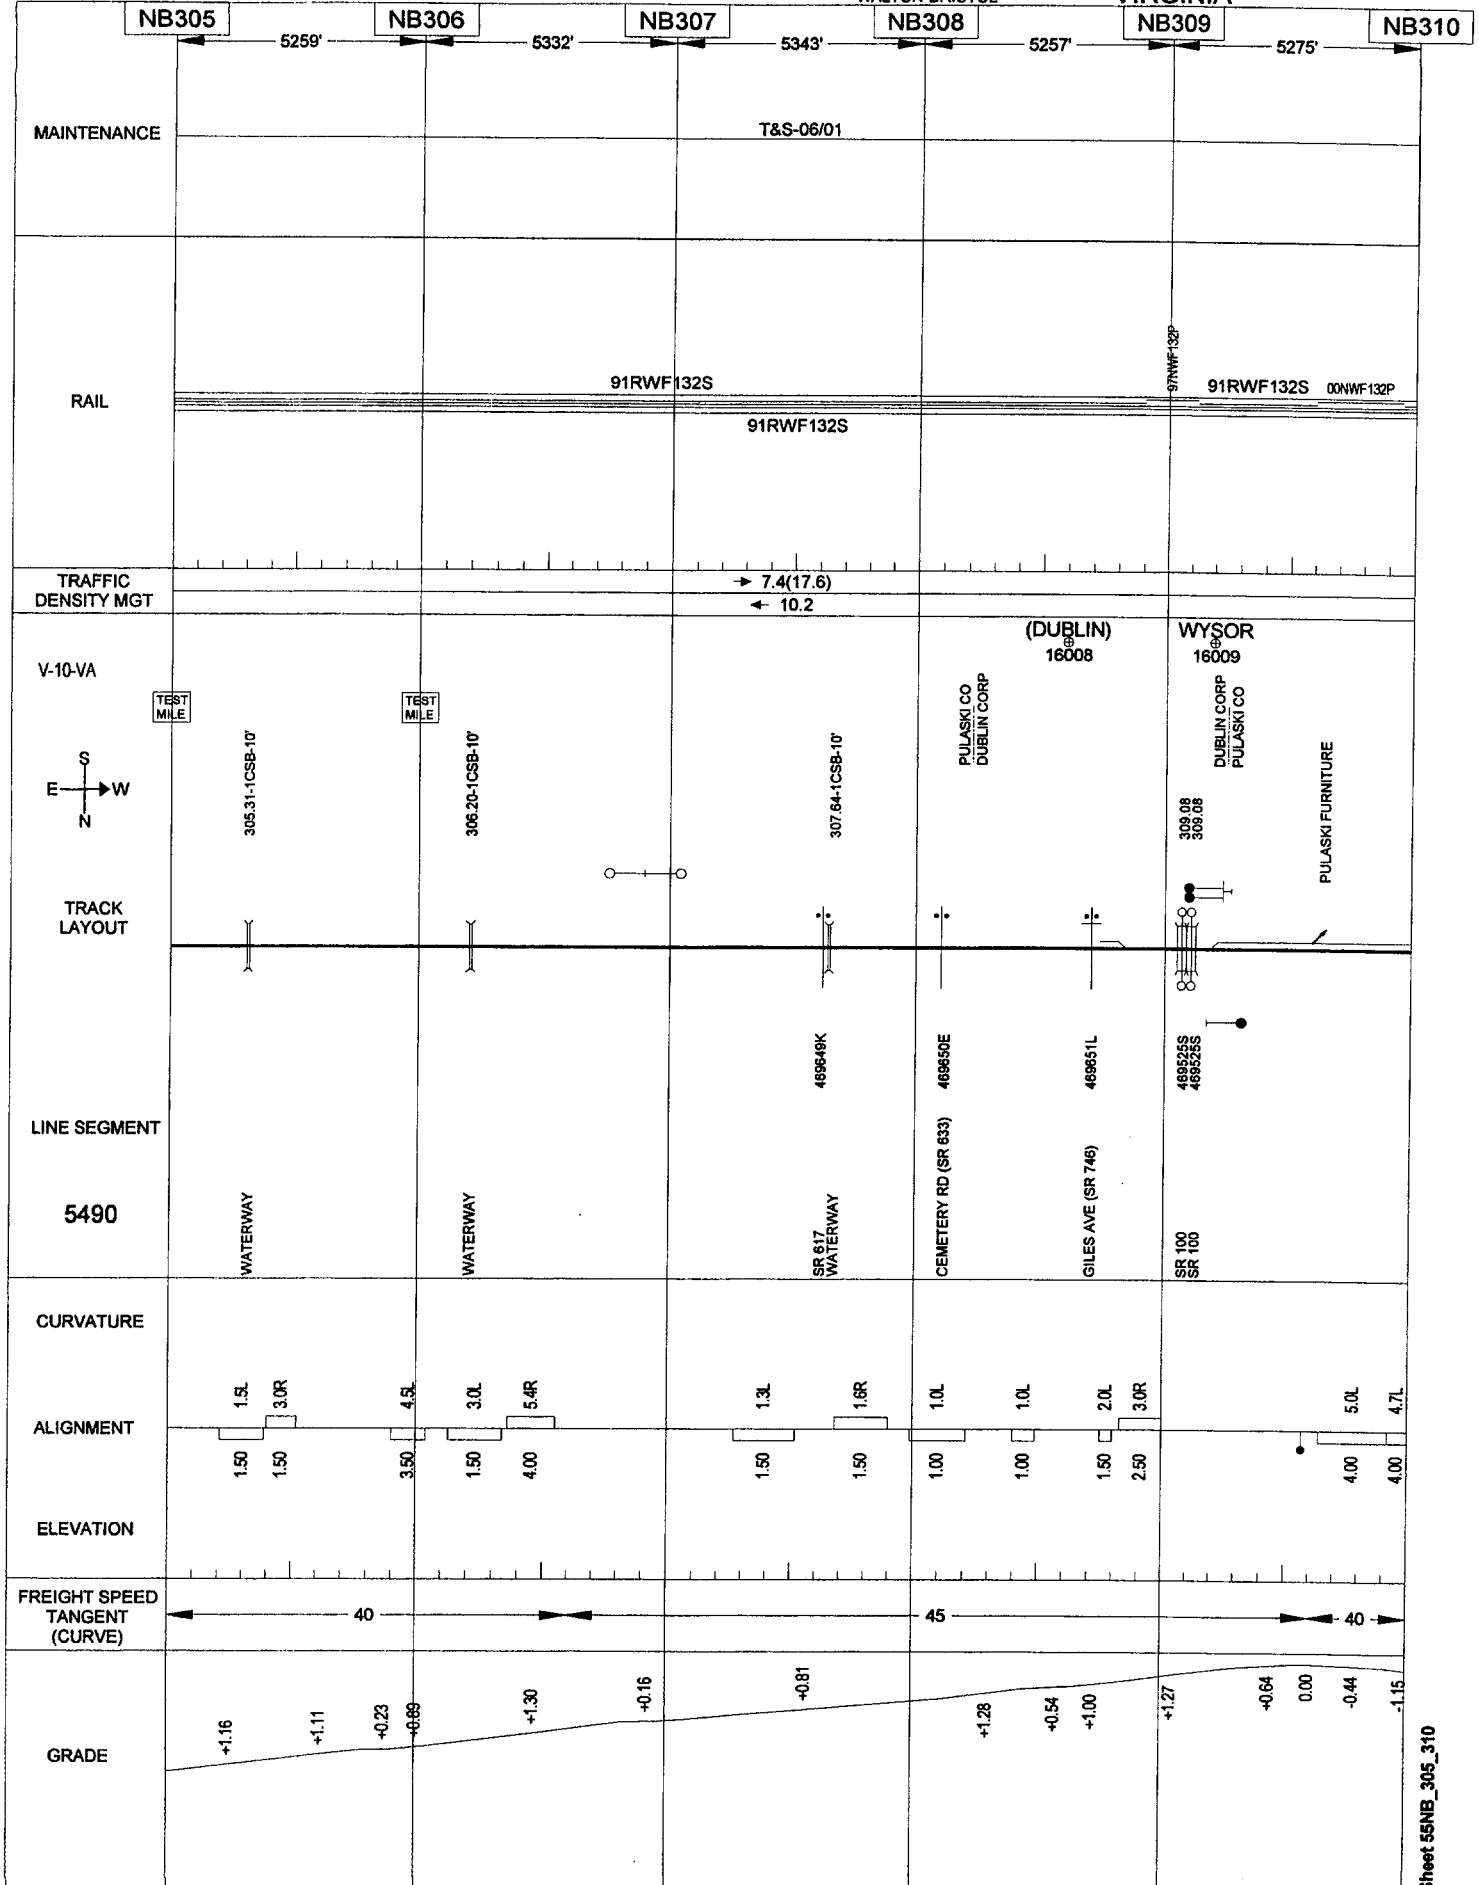 NB305
NB306
NB307
NB308
NB309
NB310
5259'
5332'
5343'
5257'
5275'
MAINTENANCE
T&S-06/01
RAIL
91RWF132S
97NWF132P
91RWF132S
00NWF132P
91RWF132S
TRAFFIC
DENSITY MGT
7.4(17.6)
10.2
V-10-VA
(DUBLIN)
16008
WYSOR
16009
TEST
MILE
TEST
MILE
S
E
W
N
305.31-1CSB-10'
306.20-1CSB-10'
307.64-1CSB-10'
PULASKI CO
DUBLIN CORP
DUBLIN CORP
PULASKI CO
309.08
309.08
PULASKI FURNITURE
TRACK
LAYOUT
469649K
469650E
469651L
469525S
469525S
LINE SEGMENT
5490
WATERWAY
WATERWAY
SR 617
WATERWAY
CEMETERY RD (SR 633)
GILES AVE (SR 746)
SR 100
SR 100
CURVATURE
1.5L
3.0R
4.5L
3.0L
5.4R
1.3L
1.6R
1.0L
1.0L
2.0L
3.0R
5.0L
4.7L
ALIGNMENT
1.50
1.50
3.50
1.50
4.00
1.50
1.50
1.00
1.00
1.50
2.50
4.00
4.00
ELEVATION
FREIGHT SPEED
TANGENT
(CURVE)
40
45
40
GRADE
+1.16
+1.11
+0.23
+0.89
+1.30
+0.16
+0.81
+1.28
+0.54
+1.00
+1.27
+0.64
0.00
-0.44
-1.15
Sheet 55NB_305_310